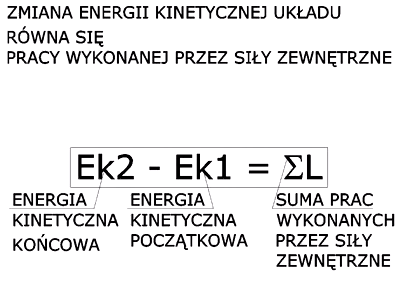 ZMIANA ENERGII KINETYCZNEJ UKŁADU
RÓWNA SIĘ
PRACY WYKONANEJ PRZEZ SIŁY ZEWNĘTRZNE
Ek2 - Ek1 = ΣL
ENERGIA
KINETYCZNA
KOŃCOWA
ENERGIA
KINETYCZNA
POCZĄTKOWA
SUMA PRAC
WYKONANYCH
PRZEZ SIŁY
ZEWNĘTRZNE